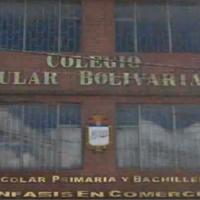 COLEGIO
ULAR BOLIVARIA
COLAR PRIMARIA Y BACHILLE
NFASIS EN COMERC